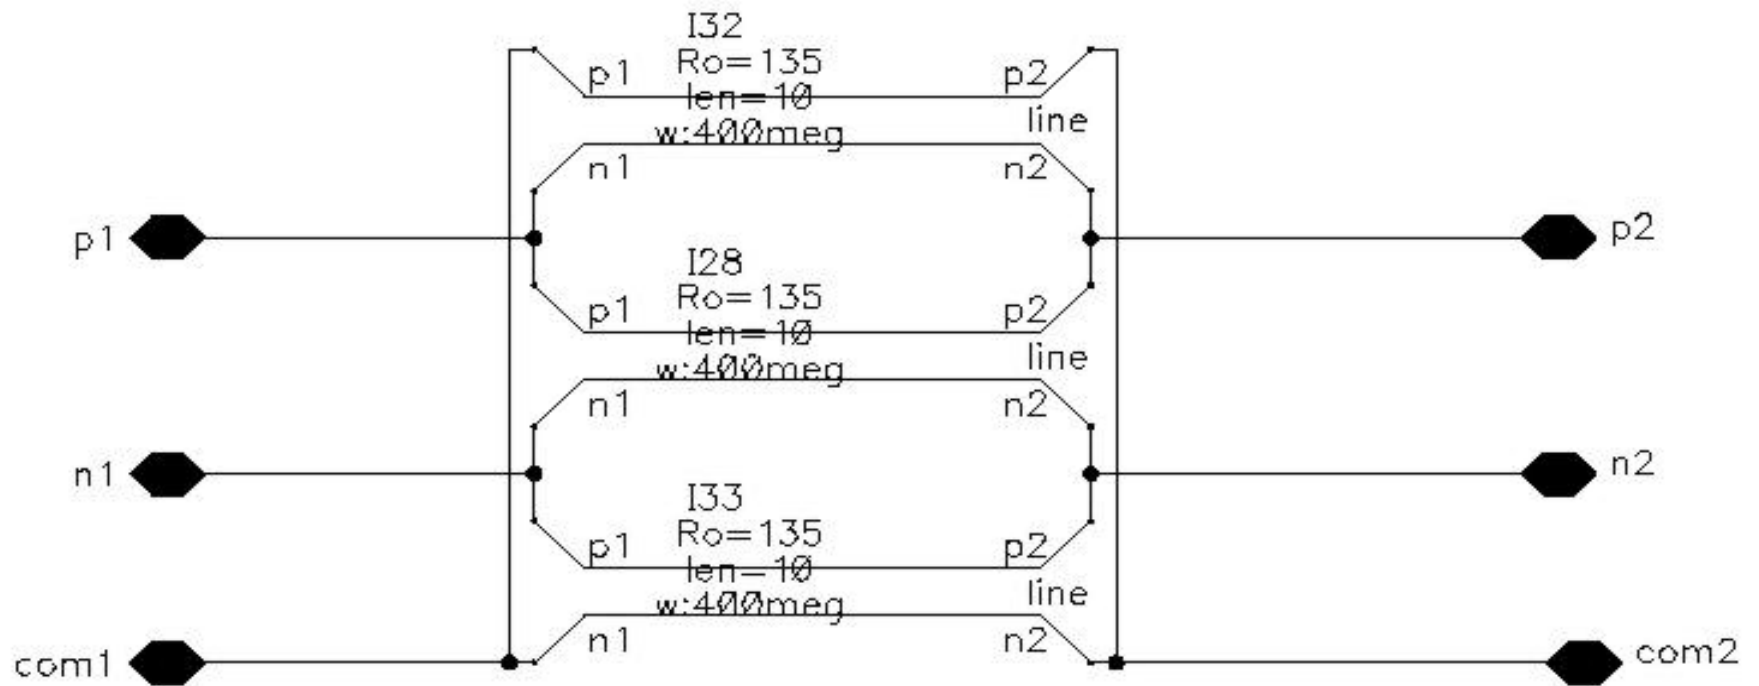 I32
Ro=135
len=10
w:400meg
p1
p2
line
n1
n2
p1
p2
I28
Ro=135
len=10
w:400meg
p1
p2
line
n1
n2
n1
n2
I33
Ro=135
len=10
w:400meg
p1
p2
line
n1
n2
com1
com2